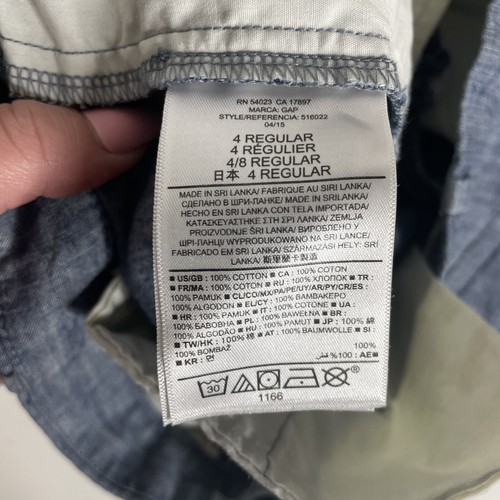 RN 54023 CA 17897
MARCA: GAP
STYLE/REFERENCIA: 516022
04/15
4 REGULAR
4 RÉGULIER
4/8 REGULAR
日本 4 REGULAR
MADE IN SRI LANKA/ FABRIQUE AU SIRI LANKA/
СДЕЛАНО В ШРИ-ЛАНКЕ/ MADE IN SRI LANKA/
HECHO EN SRI LANKA CON TELA IMPORTADA/
ΚΑΤΑΣΚΕΥΑΣΤΗΚΕ ΣΤΗ ΣΡΙ ΛΑΝΚΑ/ ZEMLJA
PROIZVODNJE ŠRI LANKA/ ВИРОБЛЕНО У
ШРІ-ЛАНЦІ/ WYPRODUKOWANO W SRI LANCE/
FABRICADO EM SRI LANKA/ SZÁRMAZÁSI HELY: SRI
LANKA/ 斯里蘭卡製造
■ US/GB : 100% COTTON ■ CA : 100% COTON
■ FR/MA : 100% COTON ■ RU : 100% ХЛОПОК ■ TR :
100% PAMUK ■ CL/CO/MX/PA/PE/UY/AR/PY/CR/ES :
100% ALGODON ■ EL/CY : 100% ΒΑΜΒΑΚΕΡΟ
■ HR : 100% PAMUK ■ IT : 100% COTONE ■ UA :
100% БАВОВНА ■ PL : 100% BAWEŁNA ■ BR :
100% ALGODÃO ■ HU : 100% PAMUT ■ JP : 100% 綿
■ TW/HK : 100% 棉 ■ AT : 100% BAUMWOLLE ■ SI :
100% BOMBAŽ
■ KR : 면 100%
■ AE : 100% قطن
30
1166